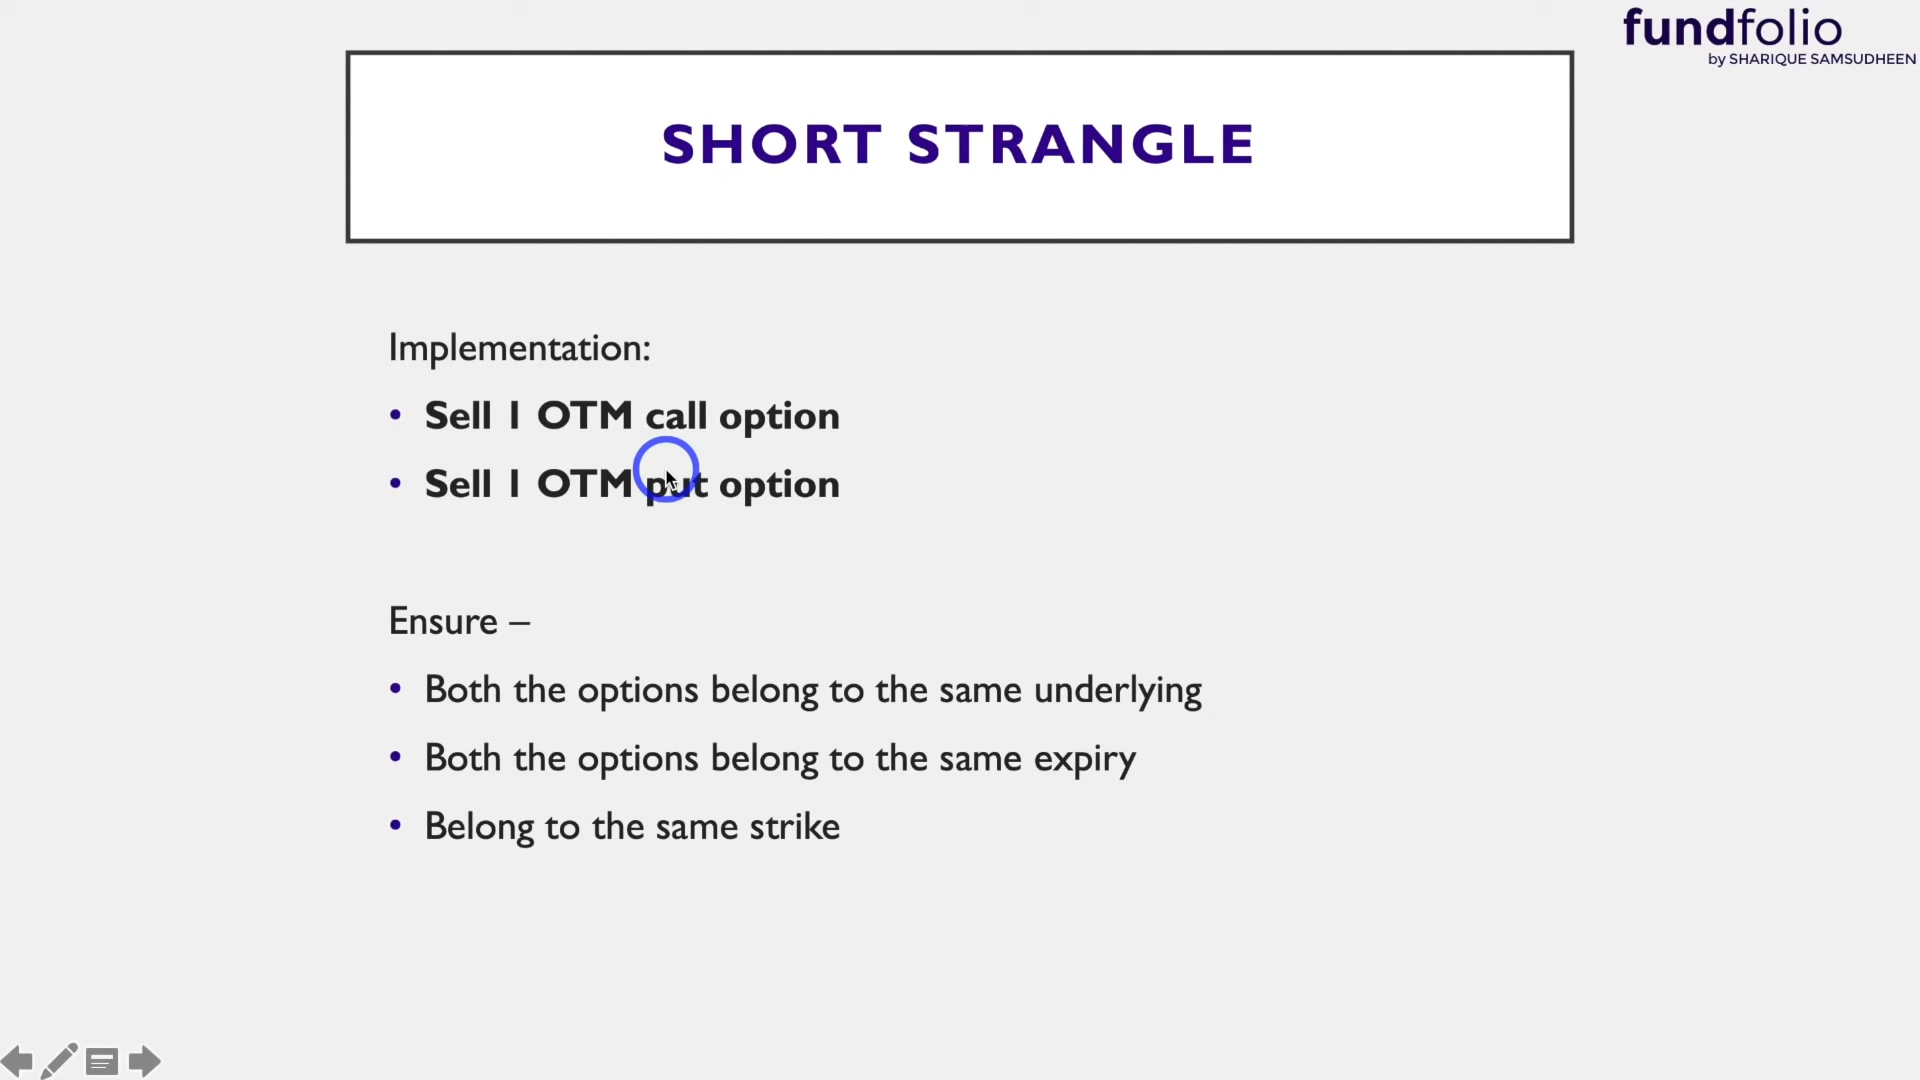 fundfolio
by SHARIQUE SAMSUDHEEN
SHORT STRANGLE
Implementation:
• Sell 1 OTM call option
• Sell 1 OTM put option
Ensure –
• Both the options belong to the same underlying
• Both the options belong to the same expiry
• Belong to the same strike